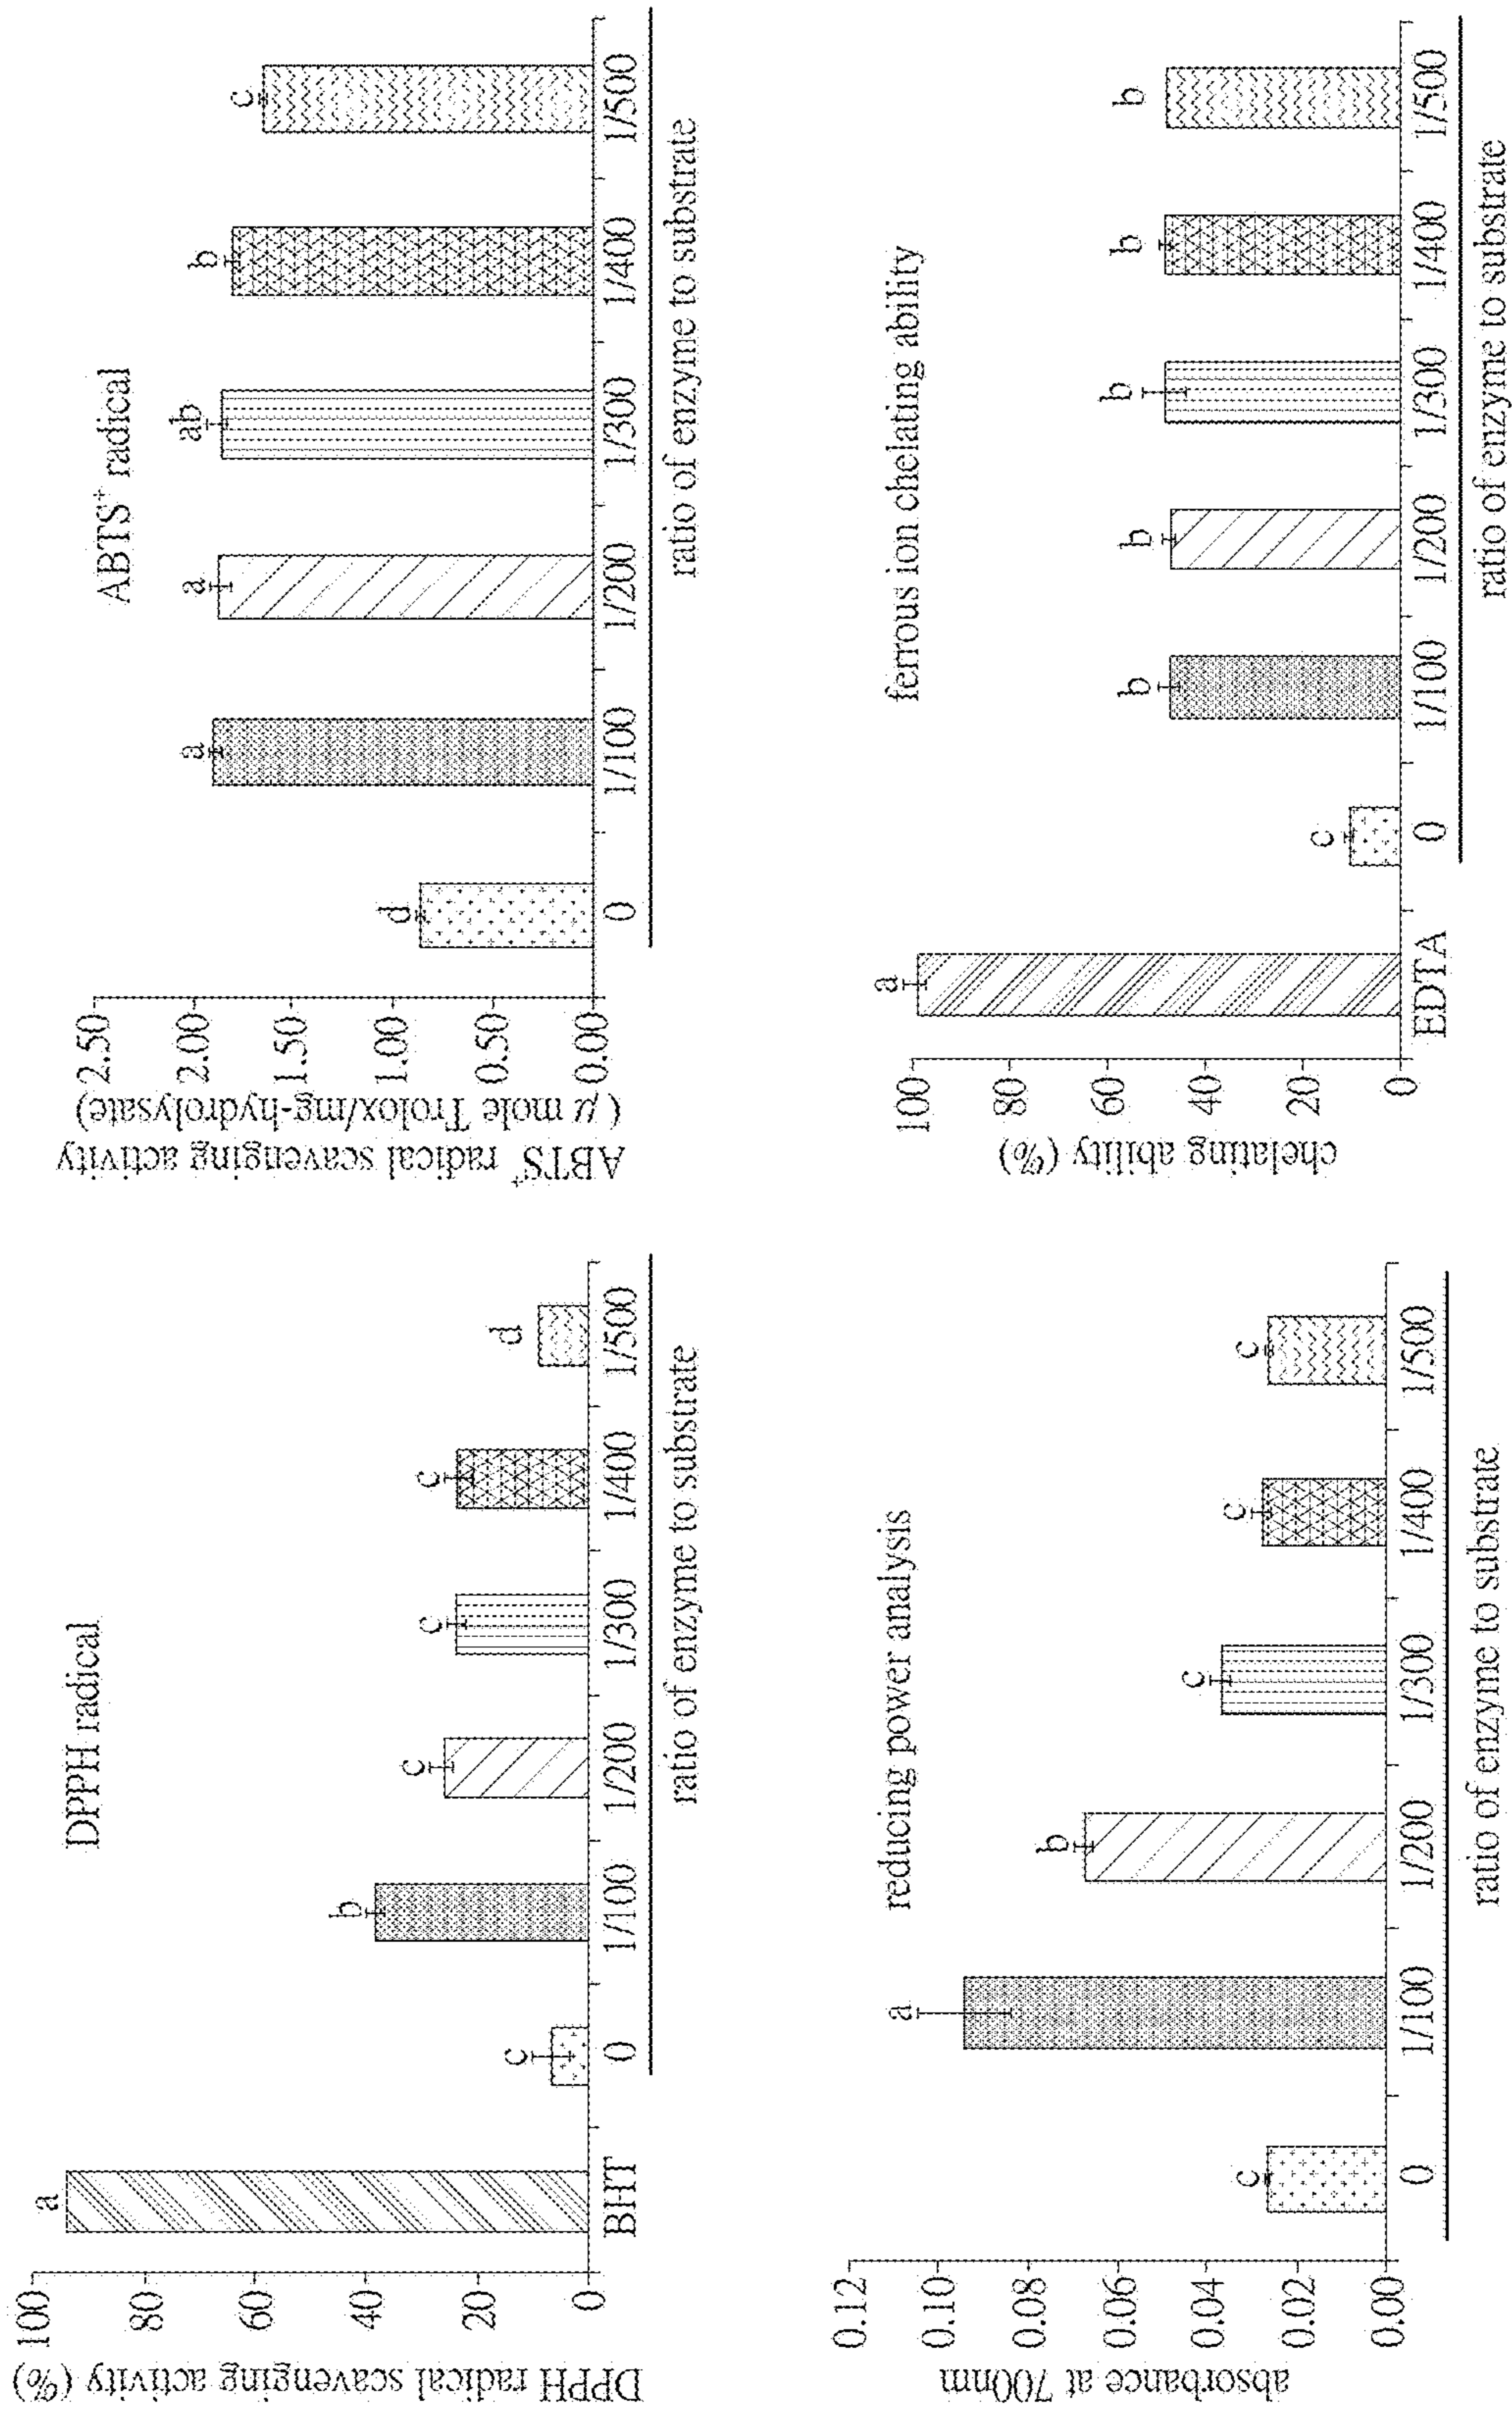 DPPH radical
DPPH radical scavenging activity (%)
100
80
60
40
20
0
a
c
b
c
c
c
d
BHT 0 1/100 1/200 1/300 1/400 1/500
ratio of enzyme to substrate
ABTS⁺ radical
ABTS⁺ radical scavenging activity
(μ mole Trolox/mg-hydrolysate)
2.50
2.00
1.50
1.00
0.50
0.00
d
a
a
ab
b
c
0 1/100 1/200 1/300 1/400 1/500
ratio of enzyme to substrate
reducing power analysis
absorbance at 700nm
0.12
0.10
0.08
0.06
0.04
0.02
0.00
c
a
b
c
c
c
0 1/100 1/200 1/300 1/400 1/500
ratio of enzyme to substrate
ferrous ion chelating ability
chelating ability (%)
100
80
60
40
20
0
a
c
b
b
b
b
b
EDTA 0 1/100 1/200 1/300 1/400 1/500
ratio of enzyme to substrate